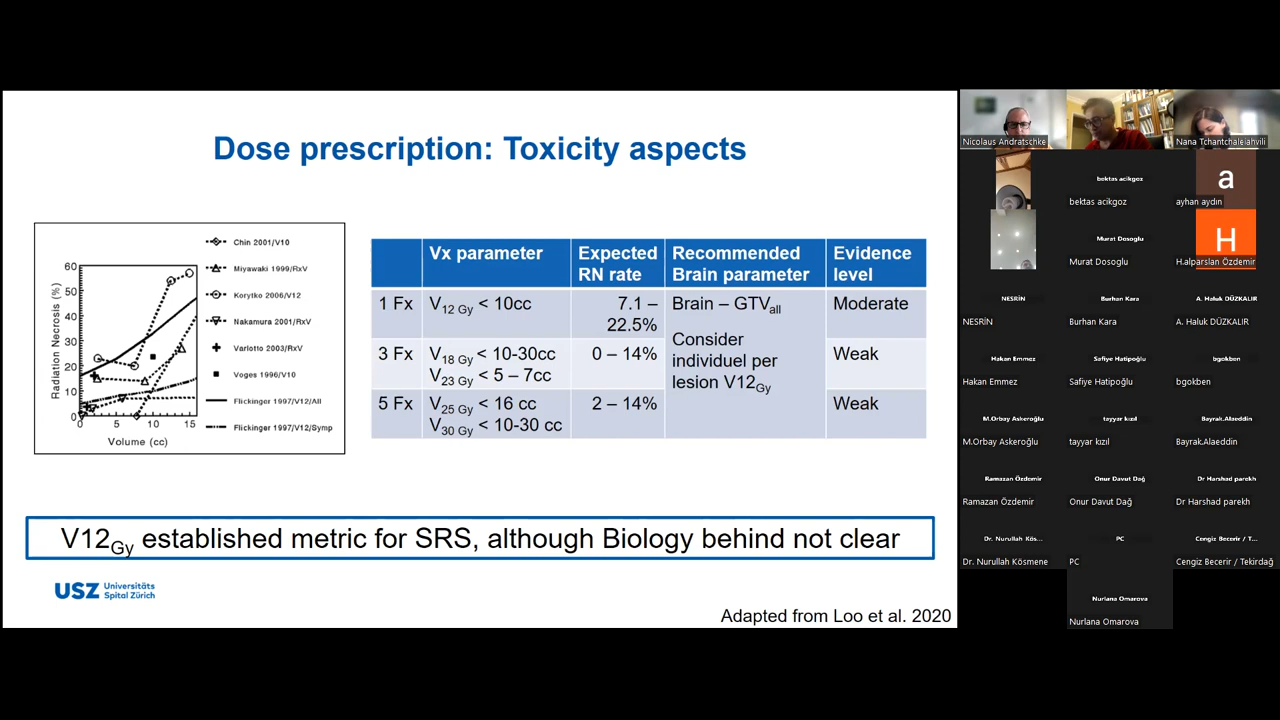 Dose prescription: Toxicity aspects
60
50
40
30
20
10
0
0 5 10 15
Radiation Necrosis (%)
Volume (cc)
Chin 2001/V10
Miyawaki 1999/RxV
Korytko 2006/V12
Nakamura 2001/RxV
Varlotto 2003/RxV
Voges 1996/V10
Flickinger 1997/V12/All
Flickinger 1997/V12/Symp
Vx parameter
Expected RN rate
Recommended Brain parameter
Evidence level
1 Fx
V12 Gy < 10cc
7.1 – 22.5%
Brain – GTVall
Consider
individuel per
lesion V12Gy
Moderate
3 Fx
V18 Gy < 10-30cc
V23 Gy < 5 – 7cc
0 – 14%
Weak
5 Fx
V25 Gy < 16 cc
V30 Gy < 10-30 cc
2 – 14%
Weak
V12Gy established metric for SRS, although Biology behind not clear
USZ Universitäts Spital Zürich
Adapted from Loo et al. 2020
Nicolaus Andratschke
Nana Tchantchaleishvili
bektas acikgoz
bektas acikgoz
a
ayhan aydın
Murat Dosoglu
Murat Dosoglu
H
H.alparslan Özdemir
NESRİN
NESRİN
Burhan Kara
Burhan Kara
A. Haluk DÜZKALIR
A. Haluk DÜZKALIR
Hakan Emmez
Hakan Emmez
Safiye Hatipoğlu
Safiye Hatipoğlu
bgokben
bgokben
M.Orbay Askeroğlu
M.Orbay Askeroğlu
tayyar kızıl
tayyar kızıl
Bayrak.Alaeddin
Bayrak.Alaeddin
Ramazan Özdemir
Ramazan Özdemir
Onur Davut Dağ
Onur Davut Dağ
Dr Harshad parekh
Dr Harshad parekh
Dr. Nurullah Kös...
Dr. Nurullah Kösmene
PC
PC
Cengiz Becerir / T...
Cengiz Becerir / Tekirdağ
Nurlana Omarova
Nurlana Omarova